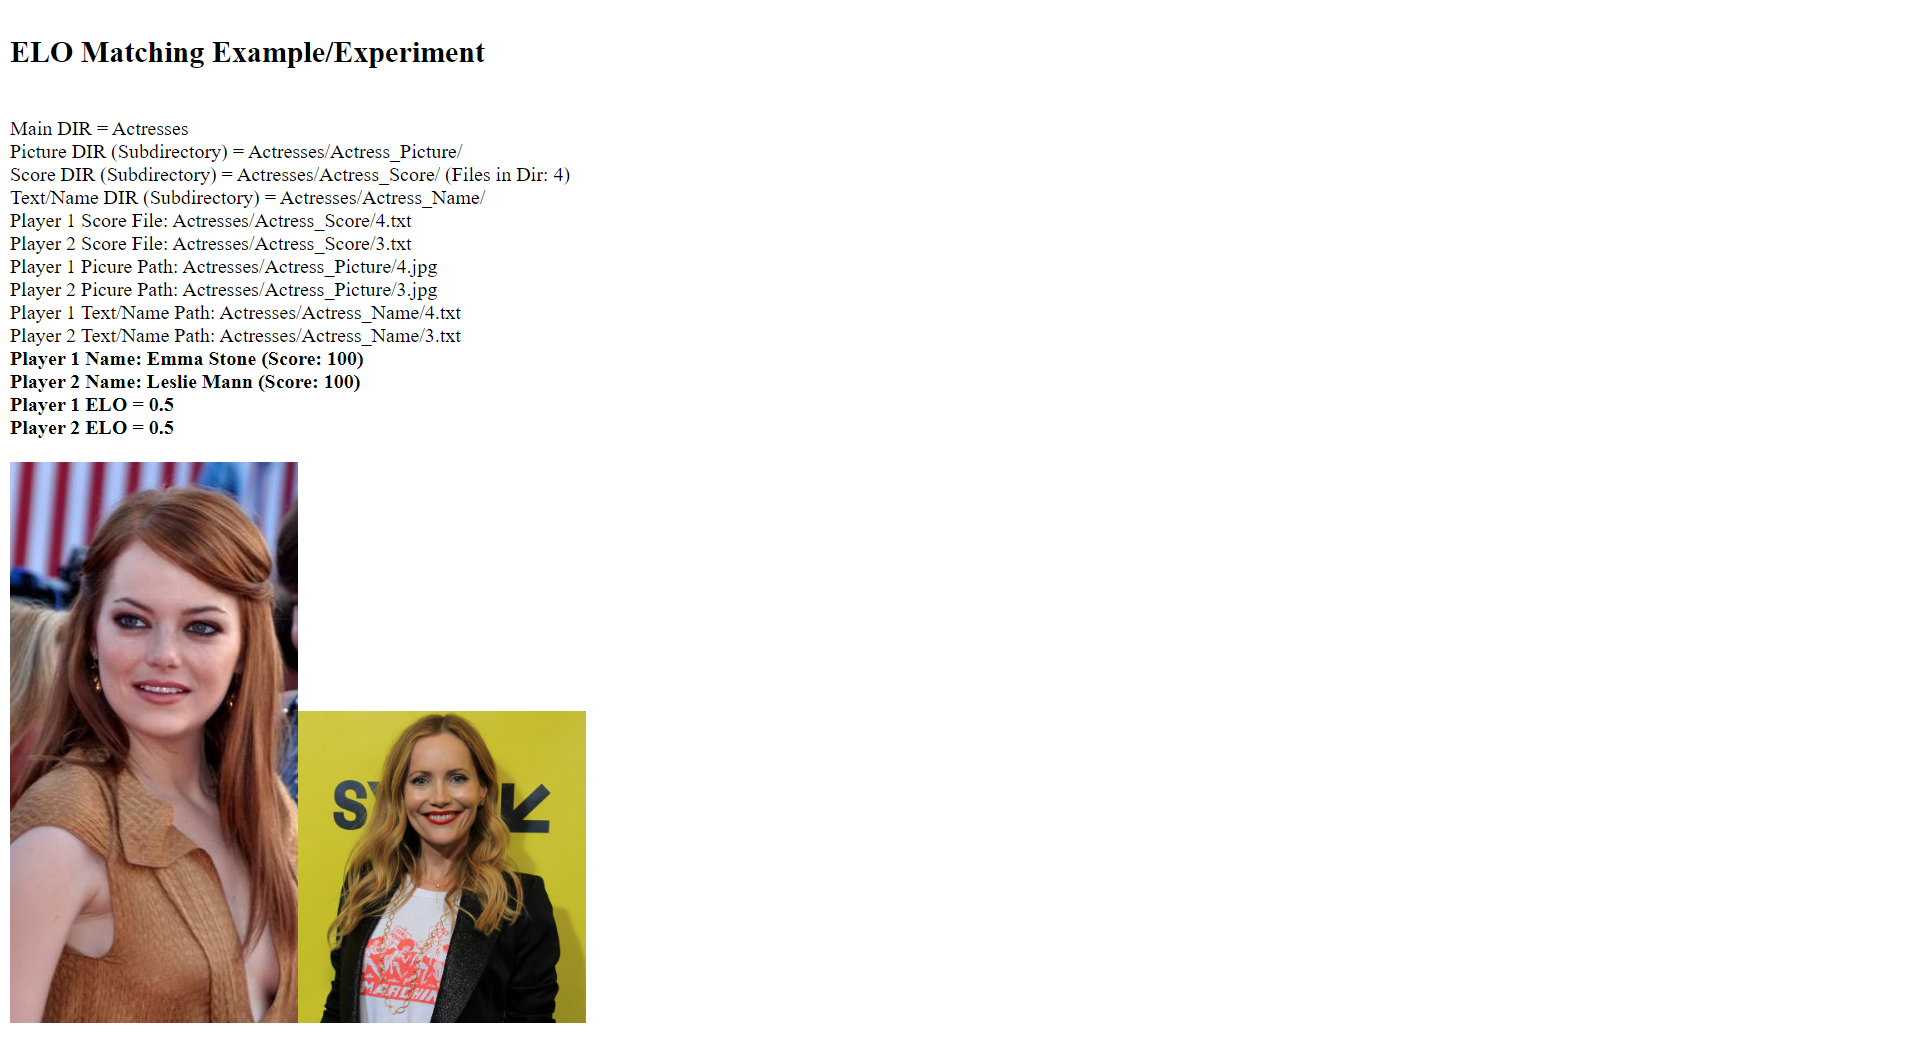 ELO Matching Example/Experiment
Main DIR = Actresses
Picture DIR (Subdirectory) = Actresses/Actress_Picture/
Score DIR (Subdirectory) = Actresses/Actress_Score/ (Files in Dir: 4)
Text/Name DIR (Subdirectory) = Actresses/Actress_Name/
Player 1 Score File: Actresses/Actress_Score/4.txt
Player 2 Score File: Actresses/Actress_Score/3.txt
Player 1 Picure Path: Actresses/Actress_Picture/4.jpg
Player 2 Picure Path: Actresses/Actress_Picture/3.jpg
Player 1 Text/Name Path: Actresses/Actress_Name/4.txt
Player 2 Text/Name Path: Actresses/Actress_Name/3.txt
Player 1 Name: Emma Stone (Score: 100)
Player 2 Name: Leslie Mann (Score: 100)
Player 1 ELO = 0.5
Player 2 ELO = 0.5